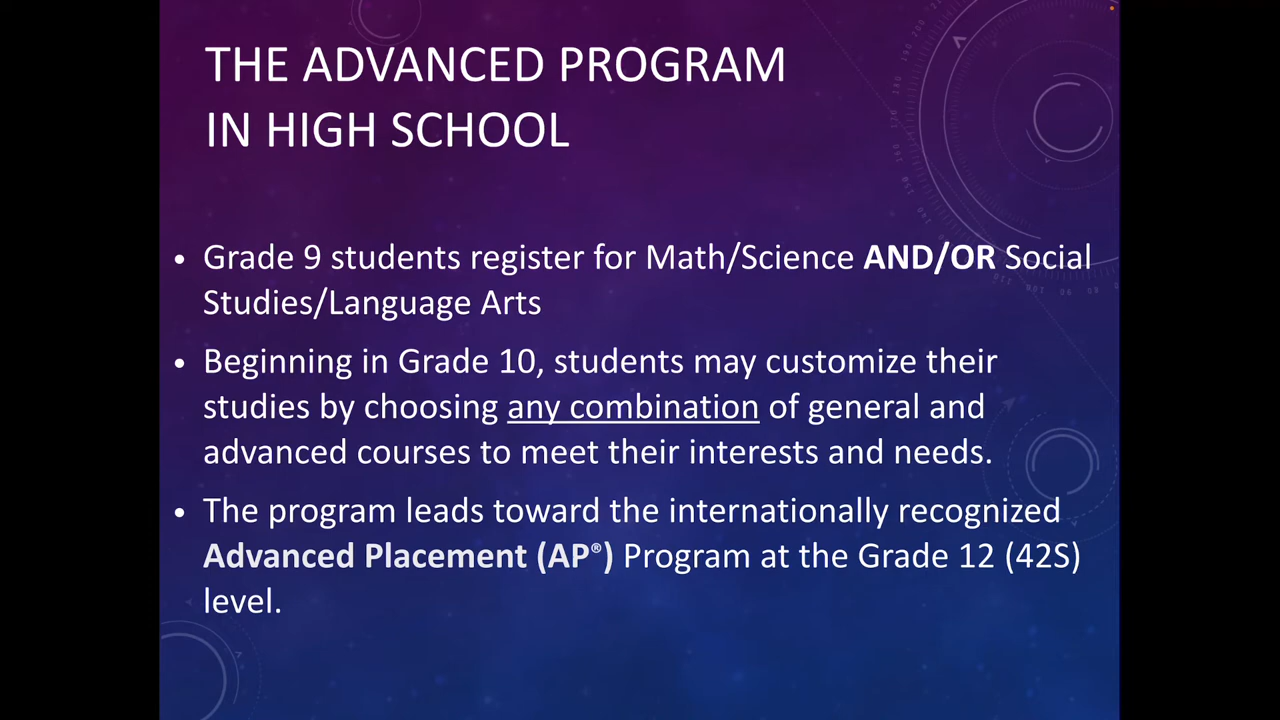 THE ADVANCED PROGRAM
IN HIGH SCHOOL
• Grade 9 students register for Math/Science AND/OR Social
Studies/Language Arts
• Beginning in Grade 10, students may customize their
studies by choosing any combination of general and
advanced courses to meet their interests and needs.
• The program leads toward the internationally recognized
Advanced Placement (AP®) Program at the Grade 12 (42S)
level.